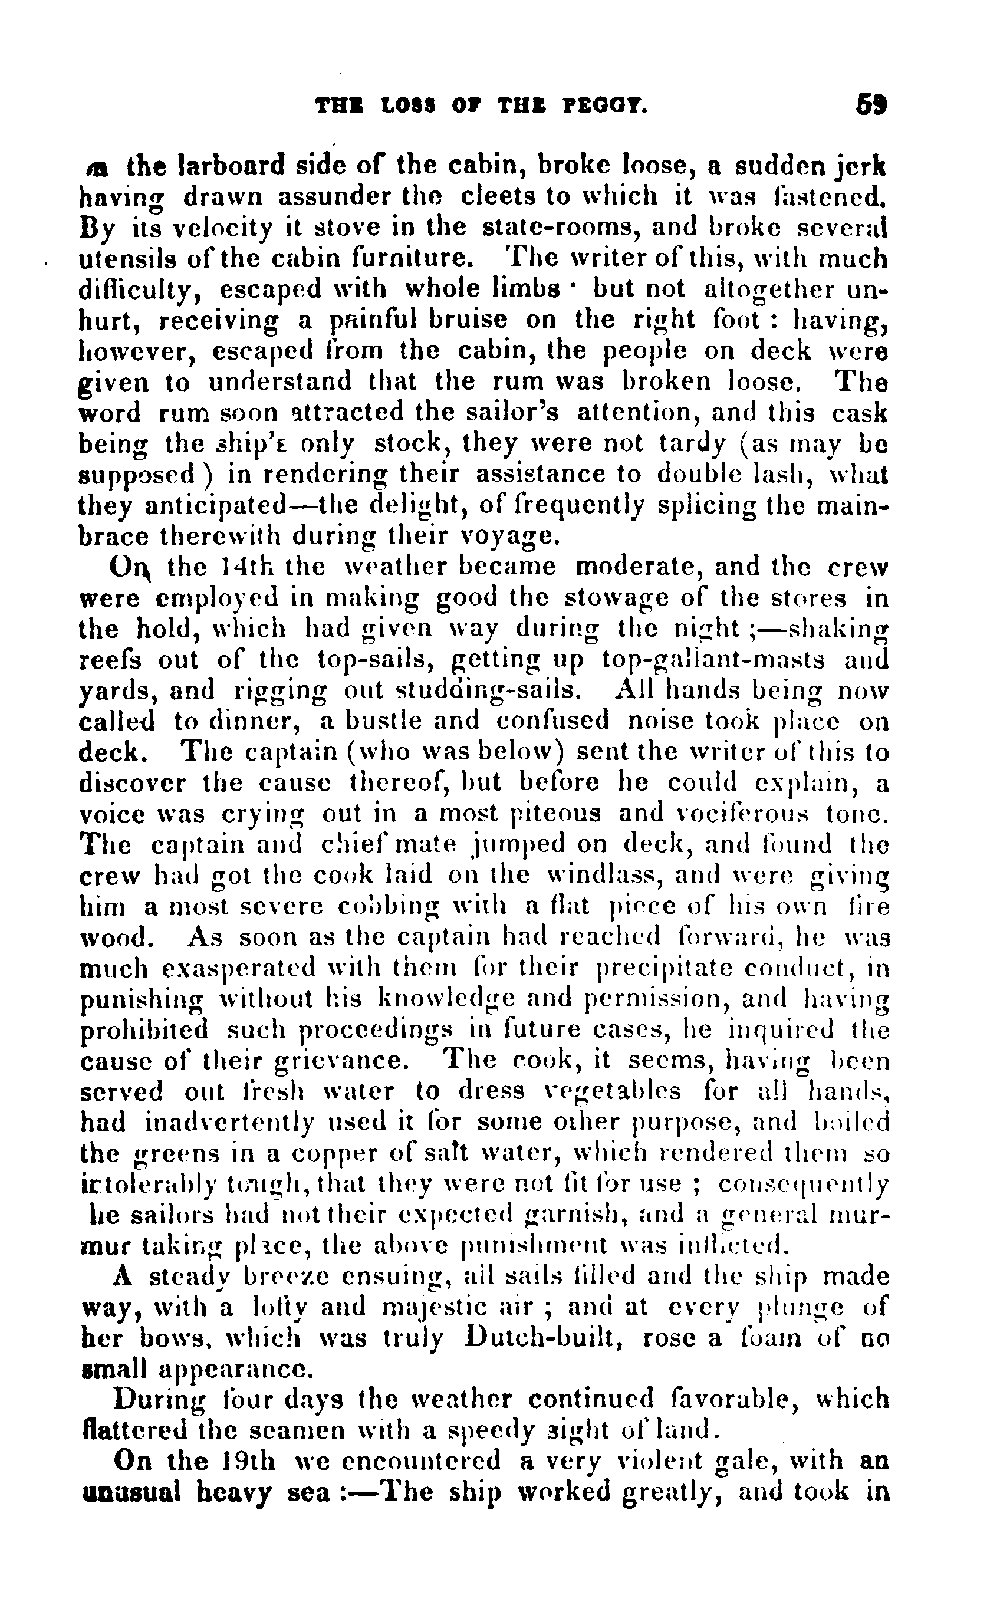 THE LOSS OF THE PEGGY. 59
in the larboard side of the cabin, broke loose, a sudden jerk
having drawn assunder the cleets to which it was fastened.
By its velocity it stove in the state-rooms, and broke several
utensils of the cabin furniture. The writer of this, with much
difficulty, escaped with whole limbs · but not altogether un-
hurt, receiving a painful bruise on the right foot : having,
however, escaped from the cabin, the people on deck were
given to understand that the rum was broken loose. The
word rum soon attracted the sailor's attention, and this cask
being the ship's only stock, they were not tardy (as may be
supposed) in rendering their assistance to double lash, what
they anticipated—the delight, of frequently splicing the main-
brace therewith during their voyage.
On the 14th the weather became moderate, and the crew
were employed in making good the stowage of the stores in
the hold, which had given way during the night ;—shaking
reefs out of the top-sails, getting up top-gallant-masts and
yards, and rigging out studding-sails. All hands being now
called to dinner, a bustle and confused noise took place on
deck. The captain (who was below) sent the writer of this to
discover the cause thereof, but before he could explain, a
voice was crying out in a most piteous and vociferous tone.
The captain and chief mate jumped on deck, and found the
crew had got the cook laid on the windlass, and were giving
him a most severe cobbing with a flat piece of his own fire
wood. As soon as the captain had reached forward, he was
much exasperated with them for their precipitate conduct, in
punishing without his knowledge and permission, and having
prohibited such proceedings in future cases, he inquired the
cause of their grievance. The cook, it seems, having been
served out fresh water to dress vegetables for all hands,
had inadvertently used it for some other purpose, and boiled
the greens in a copper of salt water, which rendered them so
intolerably tough, that they were not fit for use ; consequently
he sailors had not their expected garnish, and a general mur-
mur taking place, the above punishment was inflicted.
A steady breeze ensuing, all sails filled and the ship made
way, with a lofty and majestic air ; and at every plunge of
her bows, which was truly Dutch-built, rose a foam of no
small appearance.
During four days the weather continued favorable, which
flattered the seamen with a speedy sight of land.
On the 19th we encountered a very violent gale, with an
unusual heavy sea :—The ship worked greatly, and took in